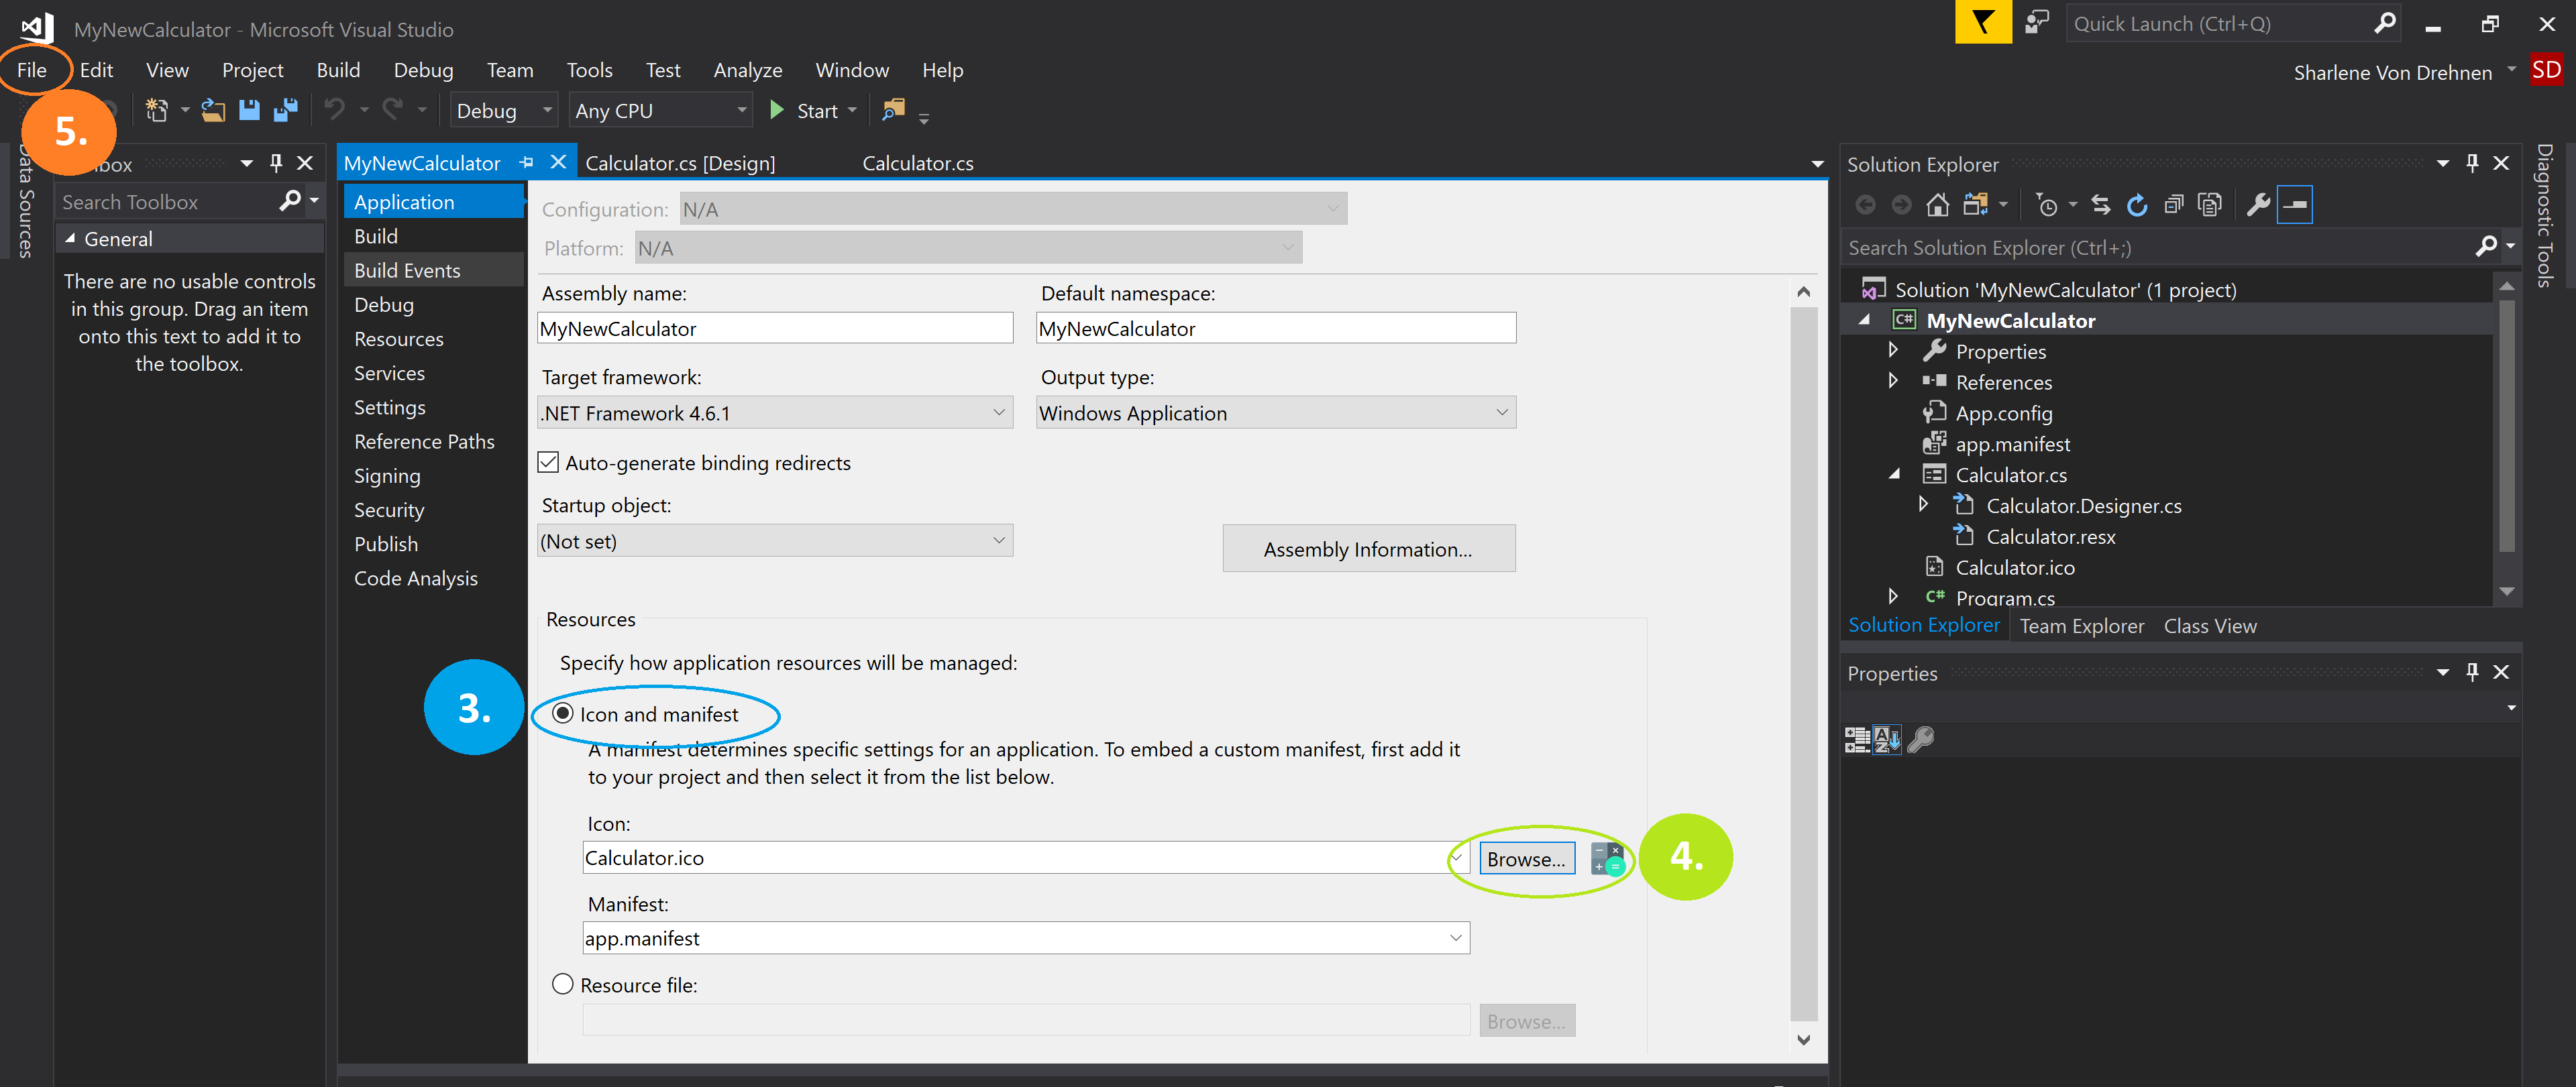 MyNewCalculator - Microsoft Visual Studio
Quick Launch (Ctrl+Q)
File Edit View Project Build Debug Team Tools Test Analyze Window Help
Sharlene Von Drehnen SD
5.
Debug Any CPU Start
Data Sources
box
Search Toolbox
General
There are no usable controls
in this group. Drag an item
onto this text to add it to
the toolbox.
MyNewCalculator Calculator.cs [Design] Calculator.cs
Application
Build
Build Events
Debug
Resources
Services
Settings
Reference Paths
Signing
Security
Publish
Code Analysis
Configuration: N/A
Platform: N/A
Assembly name: Default namespace:
MyNewCalculator MyNewCalculator
Target framework: Output type:
.NET Framework 4.6.1 Windows Application
Auto-generate binding redirects
Startup object:
(Not set) Assembly Information...
Resources
Specify how application resources will be managed:
3.
Icon and manifest
A manifest determines specific settings for an application. To embed a custom manifest, first add it
to your project and then select it from the list below.
Icon:
Calculator.ico Browse... 4.
Manifest:
app.manifest
Resource file:
Browse...
Solution Explorer
Search Solution Explorer (Ctrl+;)
Solution 'MyNewCalculator' (1 project)
C# MyNewCalculator
Properties
References
App.config
app.manifest
Calculator.cs
Calculator.Designer.cs
Calculator.resx
Calculator.ico
C# Program.cs
Solution Explorer Team Explorer Class View
Properties
Diagnostic Tools